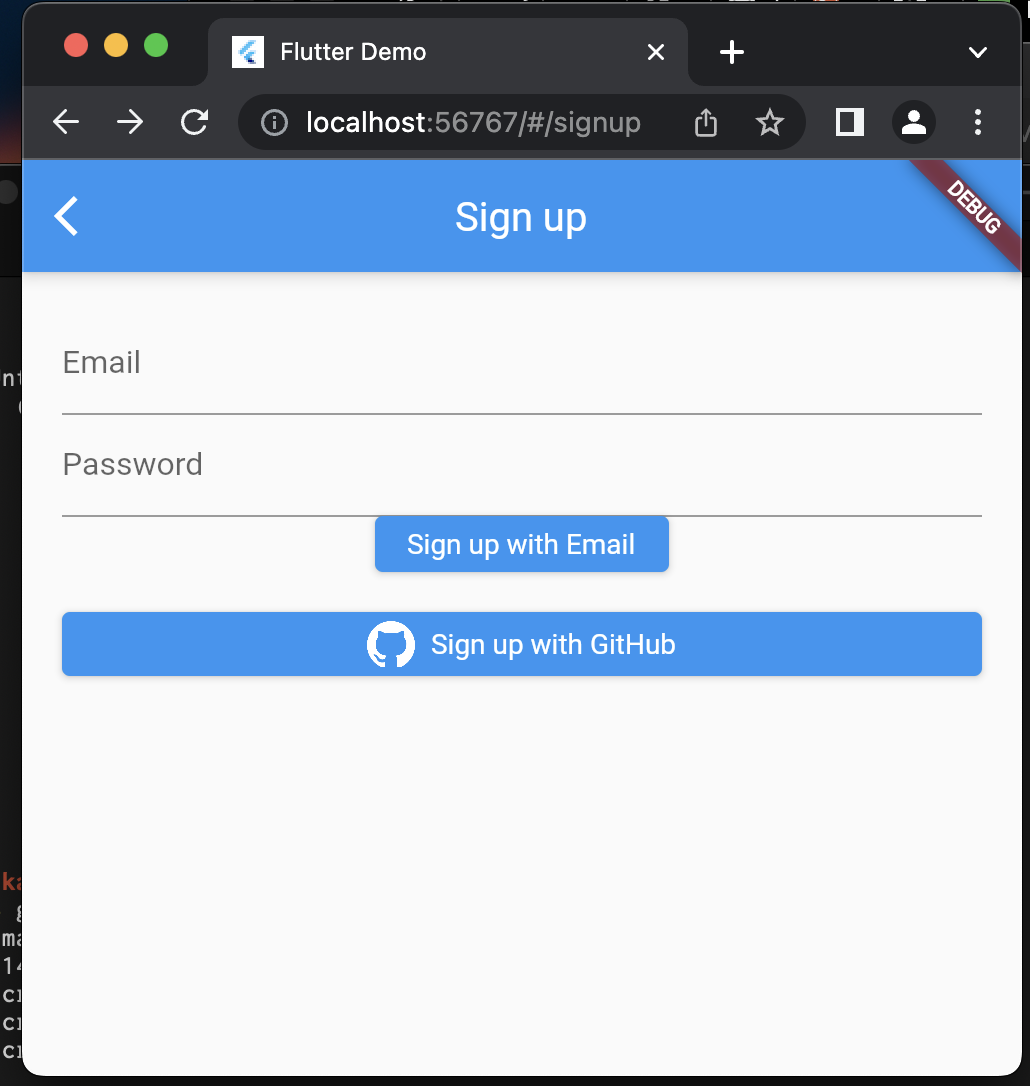 Flutter Demo
localhost:56767/#/signup
Sign up
DEBUG
Email
Password
Sign up with Email
Sign up with GitHub